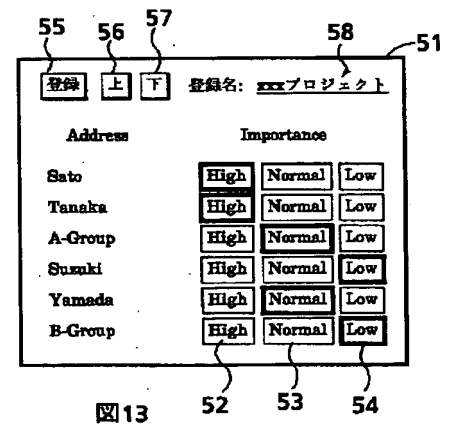 55 56 57 58 51
登録 上 下 登録名: xxxプロジェクト
Address Importance
Sato High Normal Low
Tanaka High Normal Low
A-Group High Normal Low
Suzuki High Normal Low
Yamada High Normal Low
B-Group High Normal Low
52 53 54
図13